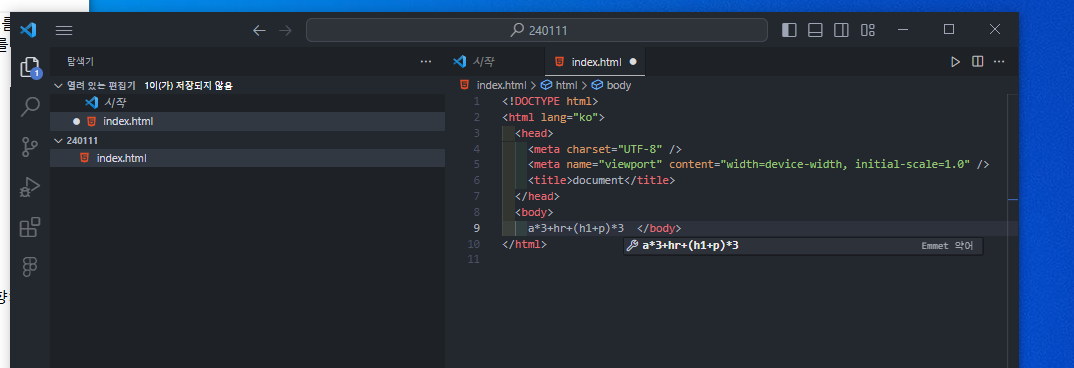 를
240111
를
탐색기
시작
index.html
열려 있는 편집기 1이(가) 저장되지 않음
index.html > html > body
시작
index.html
240111
index.html
1 <!DOCTYPE html>
2 <html lang="ko">
3 <head>
4 <meta charset="UTF-8" />
5 <meta name="viewport" content="width=device-width, initial-scale=1.0" />
6 <title>document</title>
7 </head>
8 <body>
9 a*3+hr+(h1+p)*3 </body>
10 </html>
a*3+hr+(h1+p)*3 Emmet 약어
11
1
향